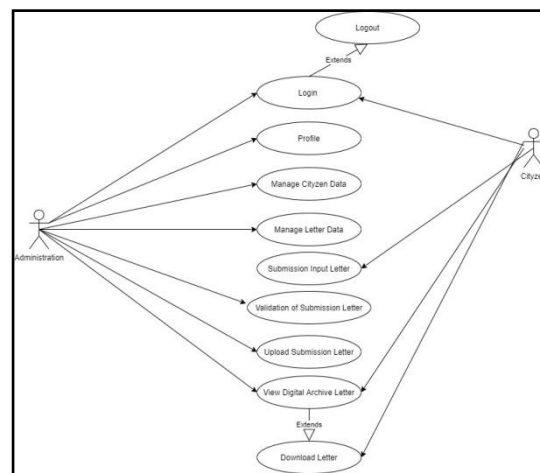 Logout
Extends
Login
Profile
Manage Cityzen Data
Administration
Manage Letter Data
Submission Input Letter
Validation of Submission Letter
Upload Submission Letter
View Digital Archive Letter
Extends
Download Letter